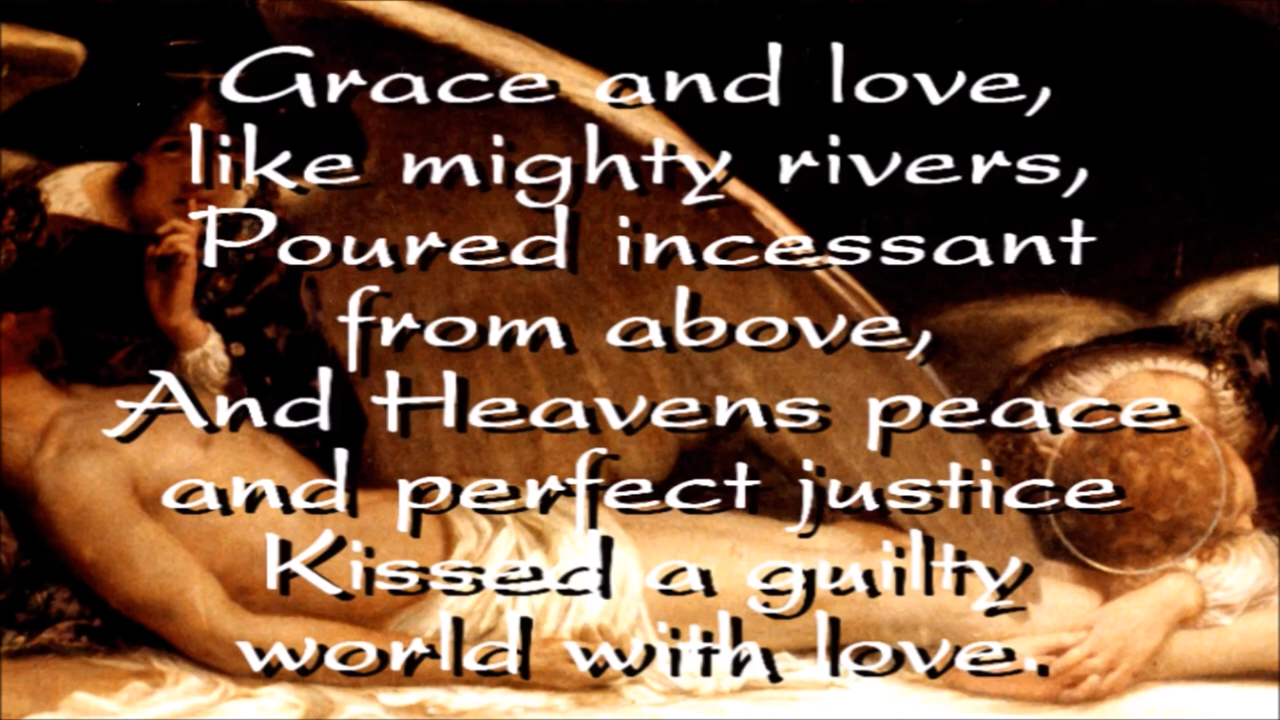 Grace and love,
like mighty rivers,
Poured incessant
from above,
And Heavens peace
and perfect justice
Kissed a guilty
world with love.